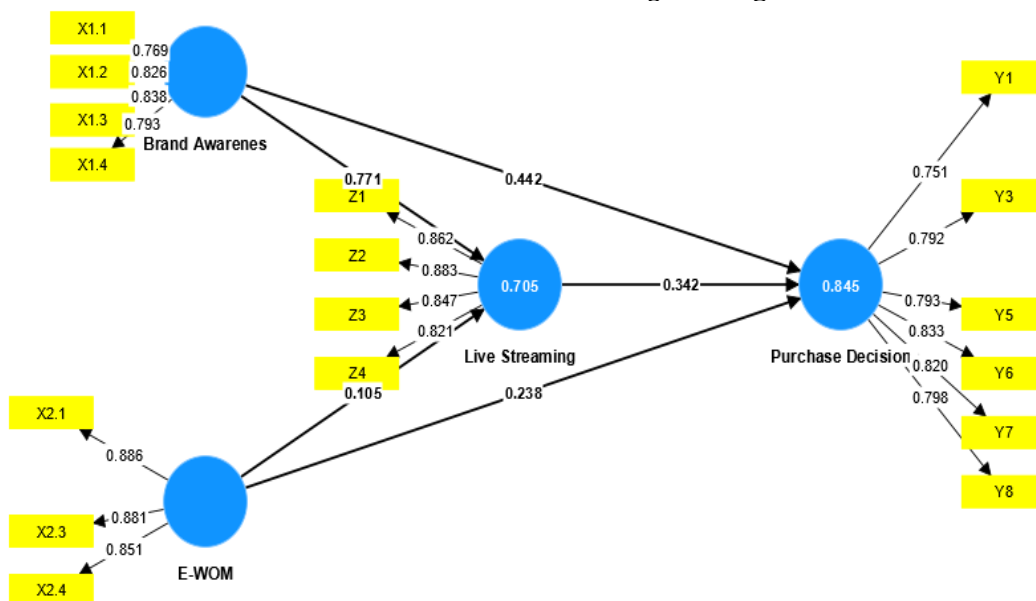 X1.1
0.769
X1.2
0.826
0.838
X1.3
0.793
X1.4
Brand Awarenes
0.771
0.442
Z1
0.862
Z2
0.883
Z3
0.847
0.821
Z4
0.105
0.705
Live Streaming
0.342
0.238
0.845
Purchase Decision
Y1
0.751
Y3
0.792
0.793
Y5
0.833
Y6
0.820
0.798
Y7
Y8
X2.1
0.886
X2.3
0.881
0.851
X2.4
E-WOM